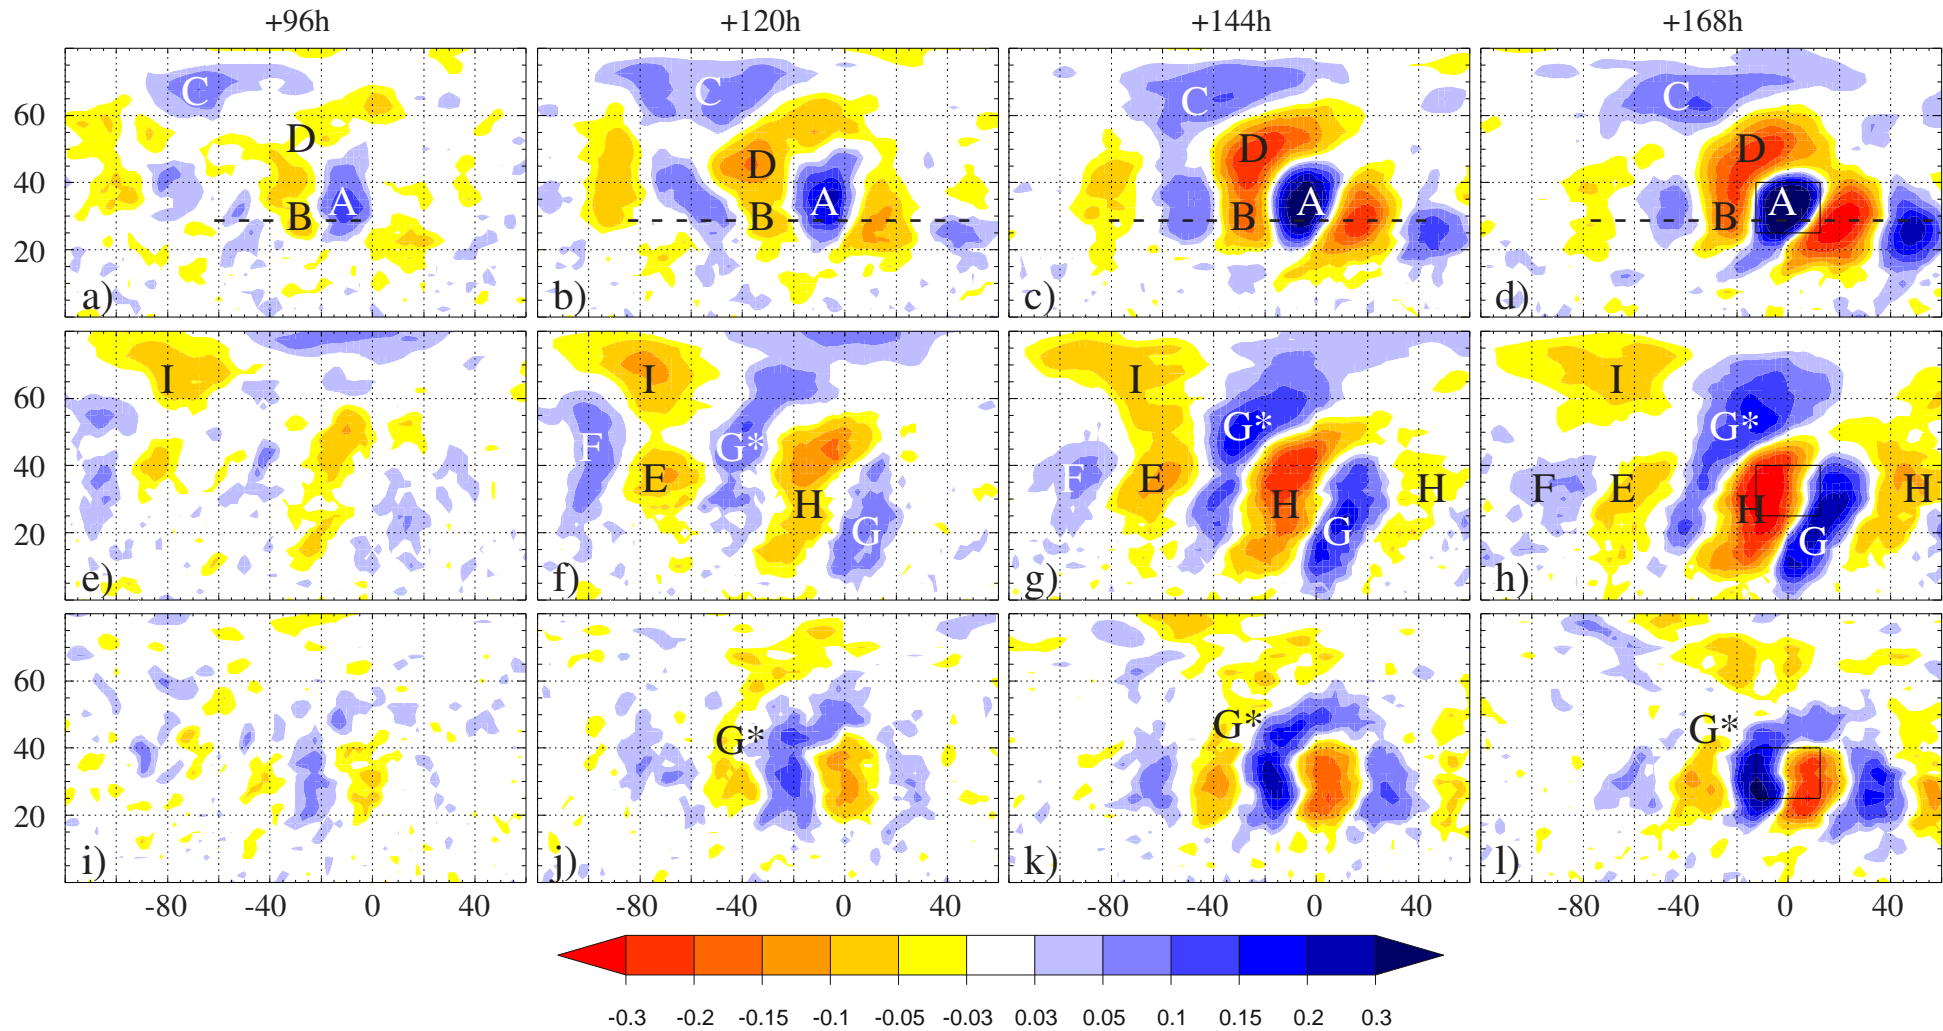 +96h +120h +144h +168h
C C C C
60
D D D D
40
A A A A
B B B B
20
a) b) c) d)
I I I I
60
F G* G* G*
40
E F E H F E H
H H H
20
G G G
e) f) g) h)
60
G* G* G*
40
20
i) j) k) l)
-80 -40 0 40 -80 -40 0 40 -80 -40 0 40 -80 -40 0 40
-0.3 -0.2 -0.15 -0.1 -0.05 -0.03 0.03 0.05 0.1 0.15 0.2 0.3